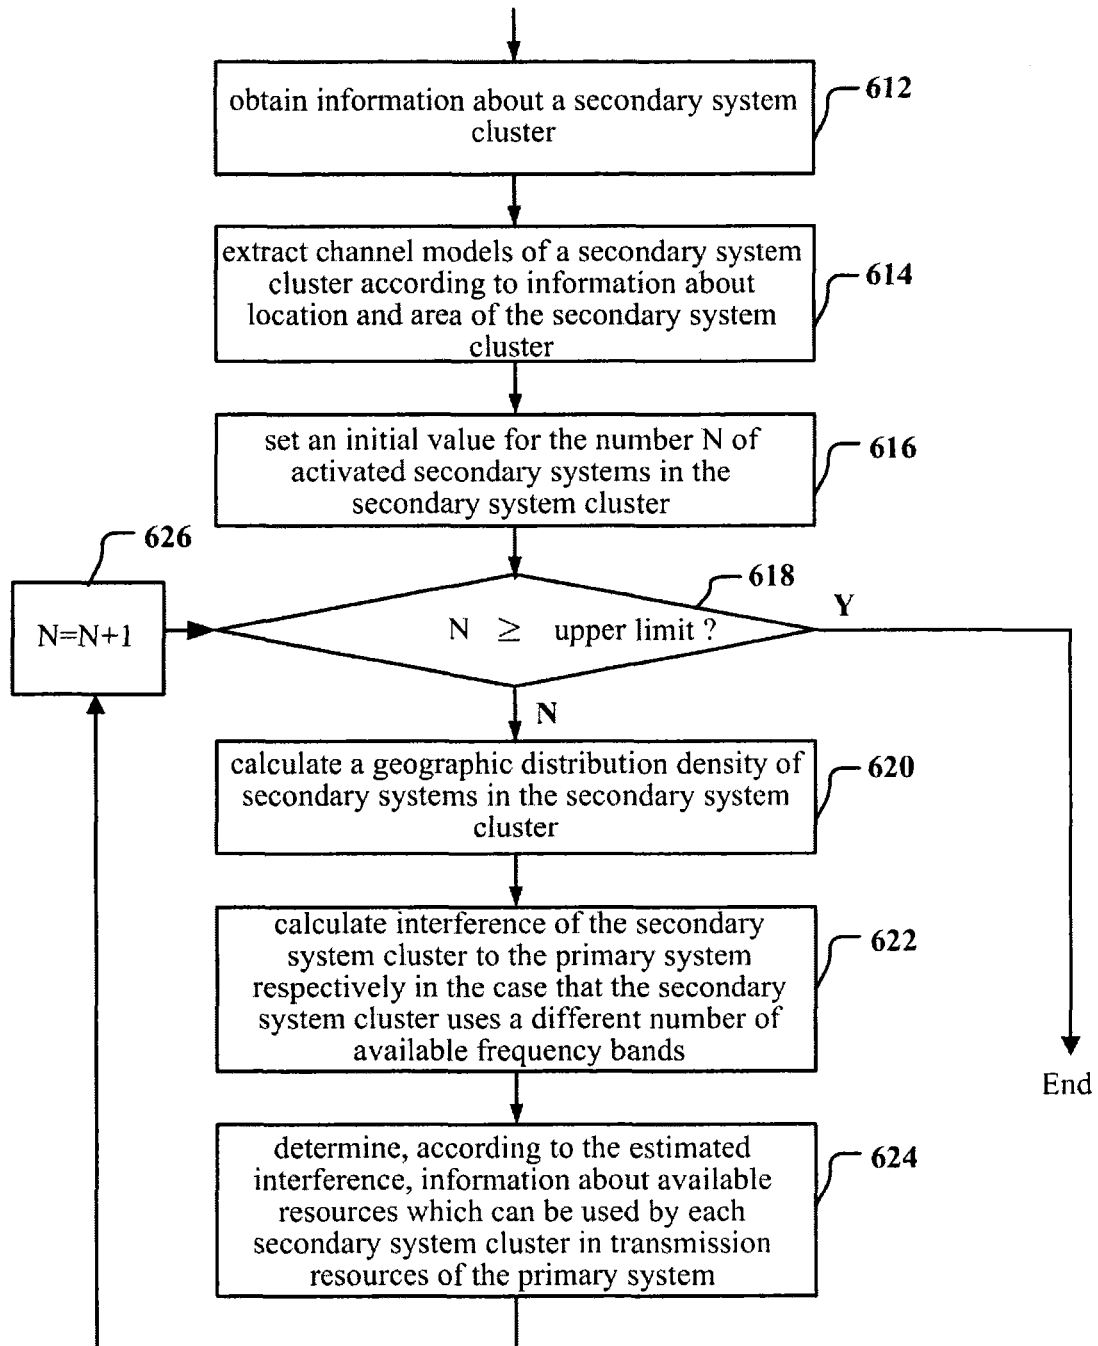 obtain information about a secondary system
cluster
612
extract channel models of a secondary system
cluster according to information about
location and area of the secondary system
cluster
614
set an initial value for the number N of
activated secondary systems in the
secondary system cluster
616
626
N=N+1
618
N ≥ upper limit ?
Y
N
calculate a geographic distribution density of
secondary systems in the secondary system
cluster
620
calculate interference of the secondary
system cluster to the primary system
respectively in the case that the secondary
system cluster uses a different number of
available frequency bands
622
End
determine, according to the estimated
interference, information about available
resources which can be used by each
secondary system cluster in transmission
resources of the primary system
624